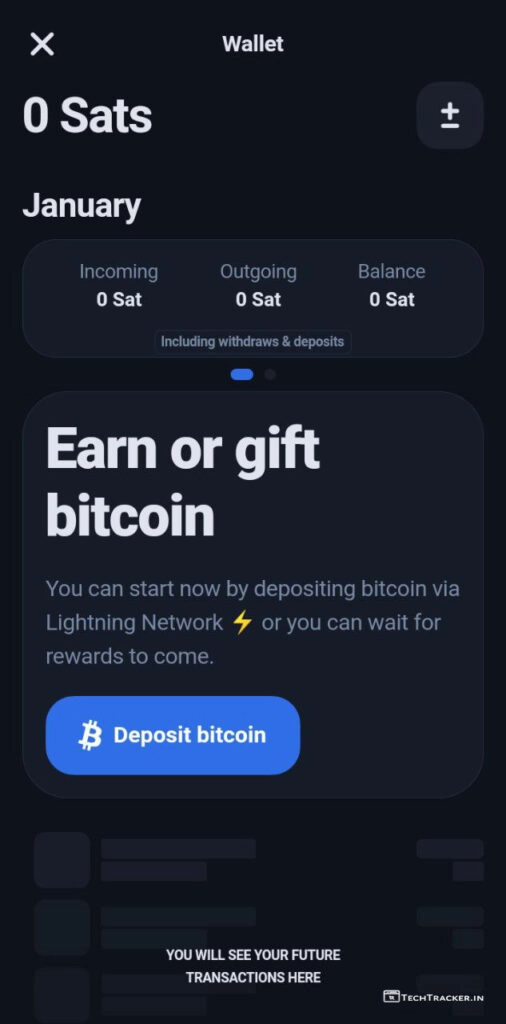 Wallet
0 Sats
January
Incoming Outgoing Balance
0 Sat 0 Sat 0 Sat
Including withdraws & deposits
Earn or gift
bitcoin
You can start now by depositing bitcoin via
Lightning Network ⚡ or you can wait for
rewards to come.
Deposit bitcoin
YOU WILL SEE YOUR FUTURE
TRANSACTIONS HERE
TECHTRACKER.IN